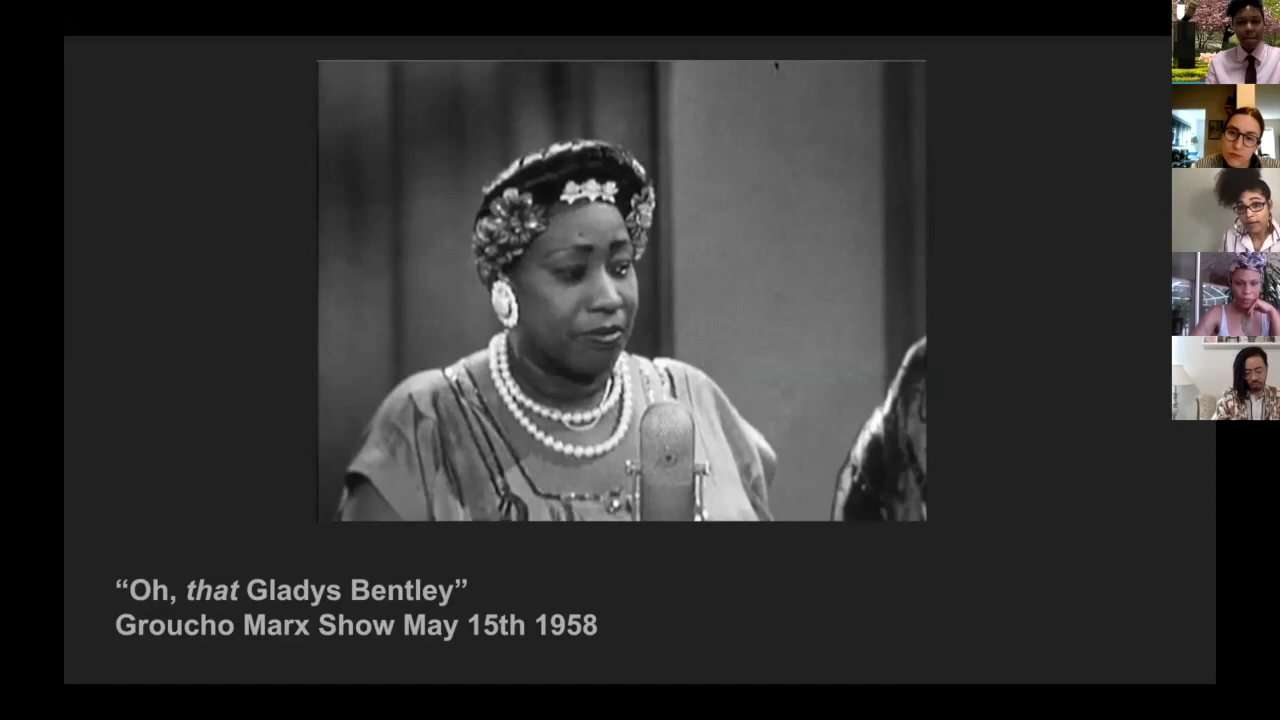 “Oh, that Gladys Bentley”
Groucho Marx Show May 15th 1958